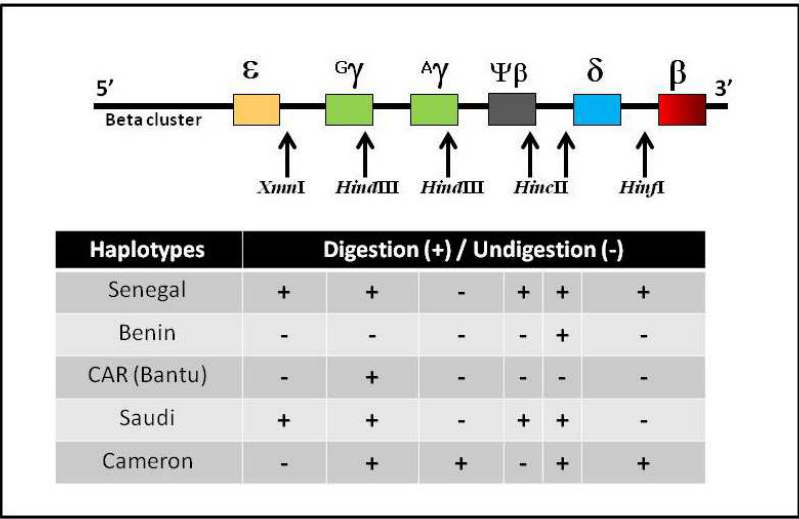 ε Gγ Aγ Ψβ δ β
5′ 3′
Beta cluster
XmnI HindIII HindIII HincII HinfI
Haplotypes Digestion (+) / Undigestion (-)
Senegal + + - + + +
Benin - - - - + -
CAR (Bantu) - + - - - -
Saudi + + - + + -
Cameron - + + - + +